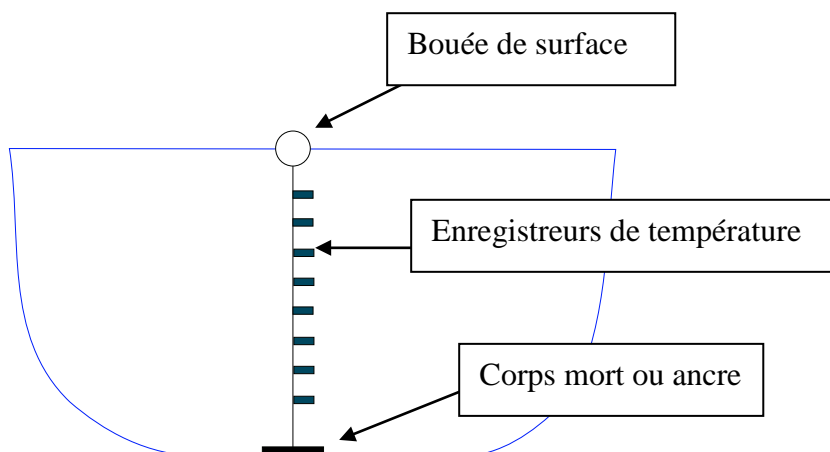 Bouée de surface
Enregistreurs de température
Corps mort ou ancre